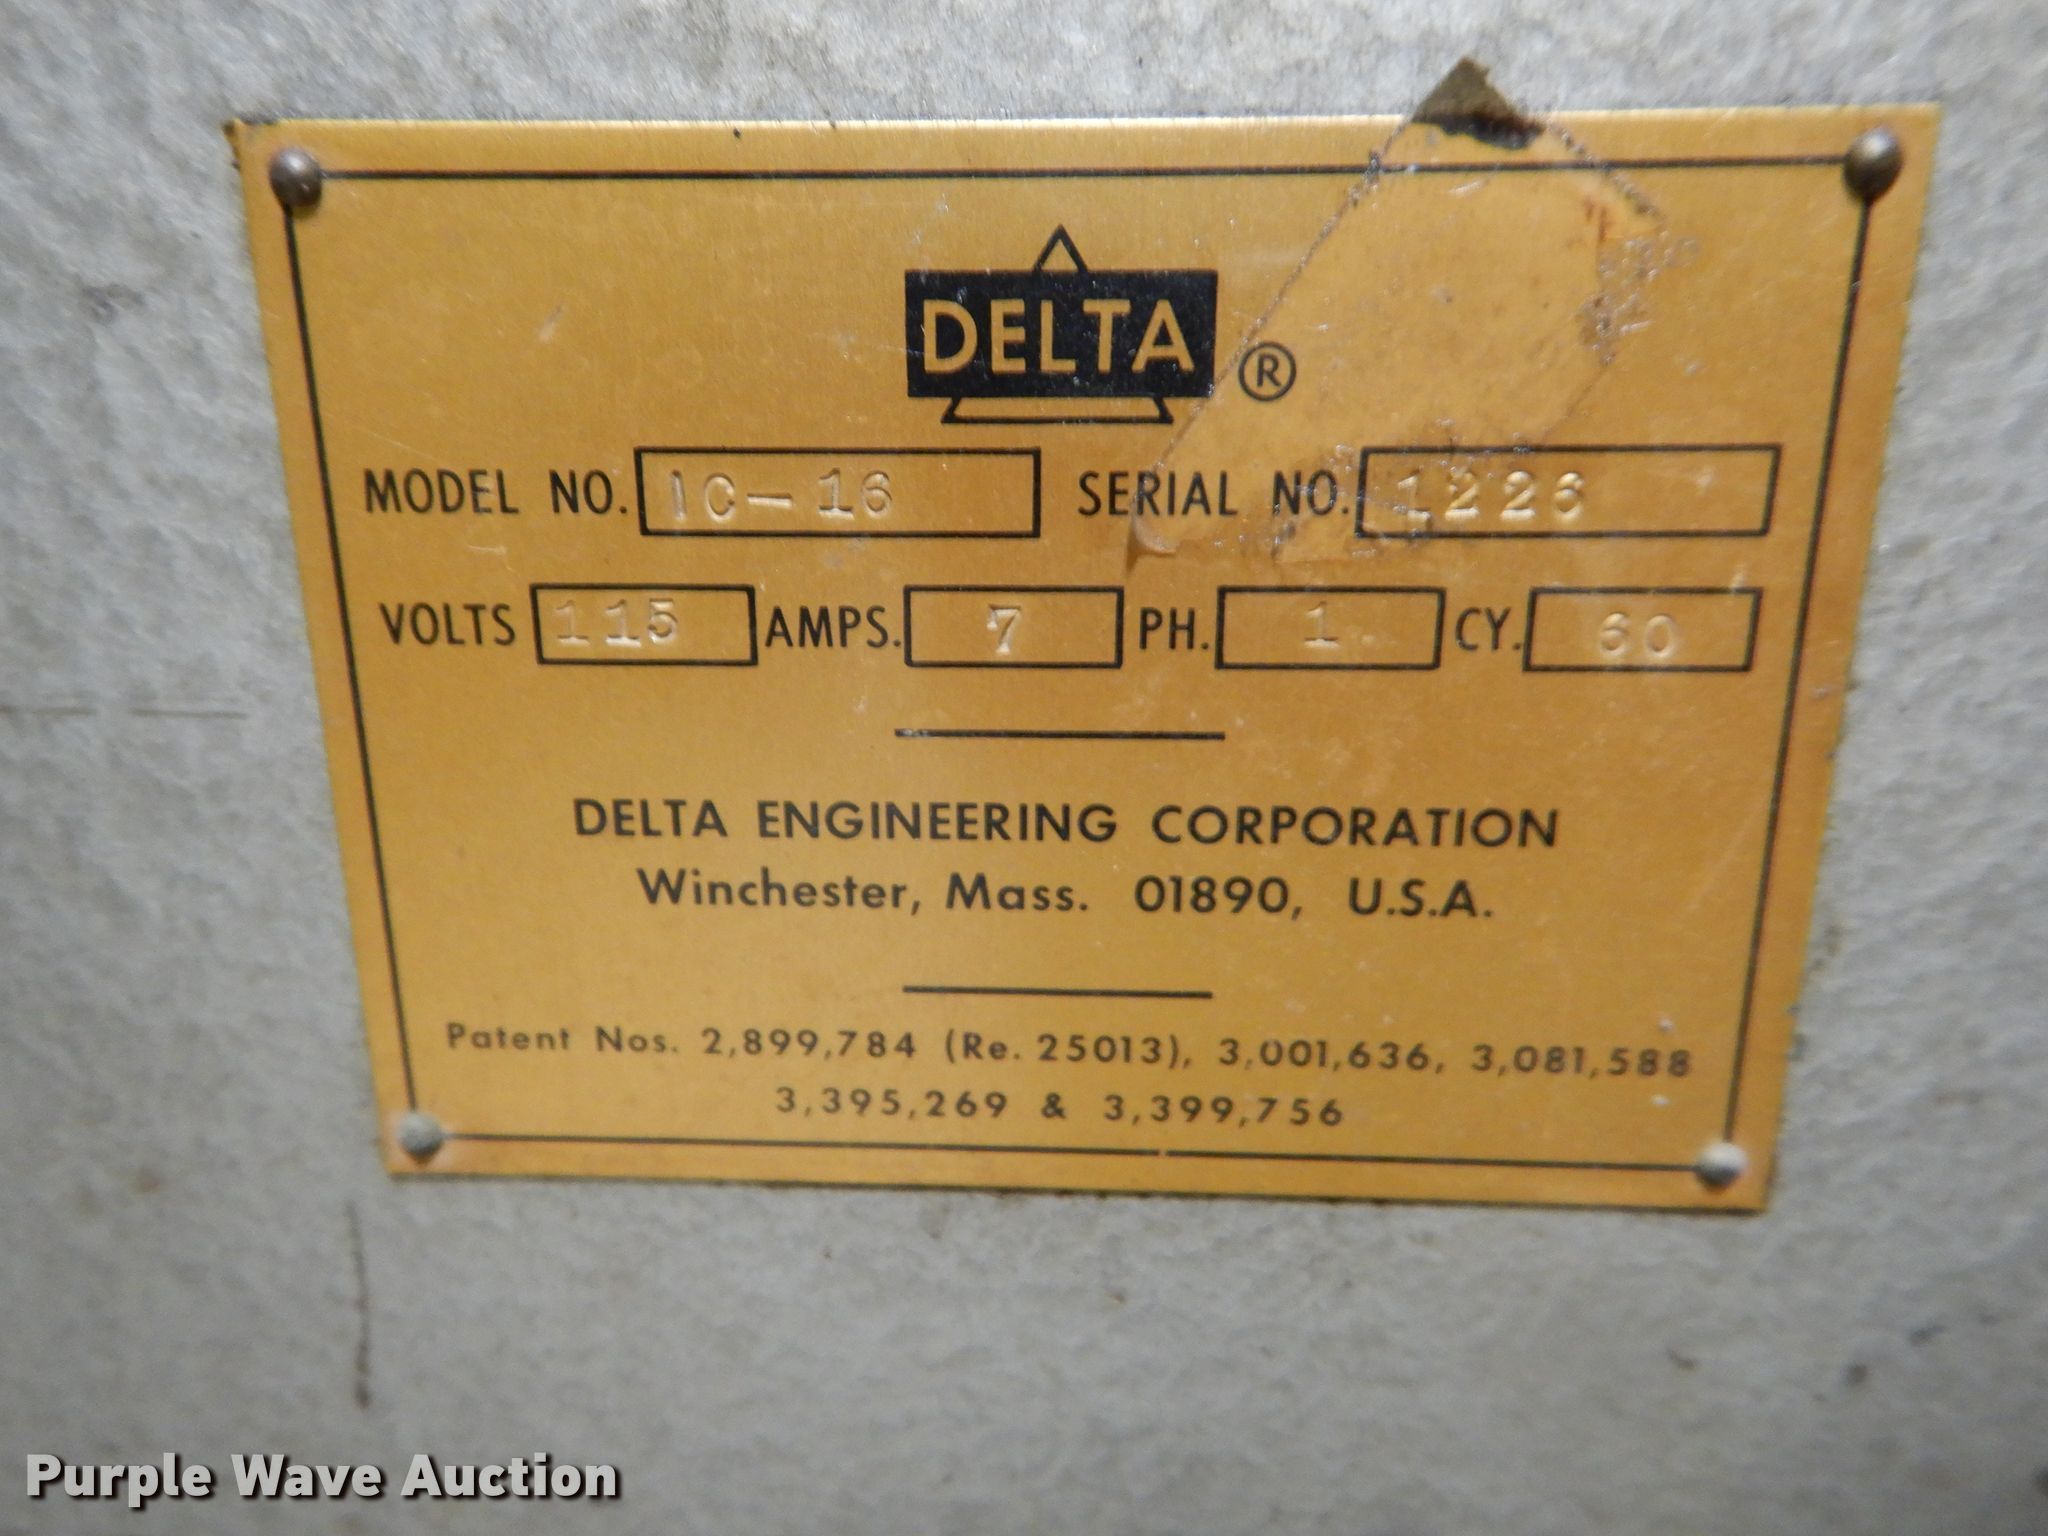 DELTA ®
MODEL NO. IC-16 SERIAL NO. 1226
VOLTS 115 AMPS. 7 PH. 1 CY. 60
DELTA ENGINEERING CORPORATION
Winchester, Mass. 01890, U.S.A.
Patent Nos. 2,899,784 (Re. 25013), 3,001,636, 3,081,588
3,395,269 & 3,399,756
Purple Wave Auction